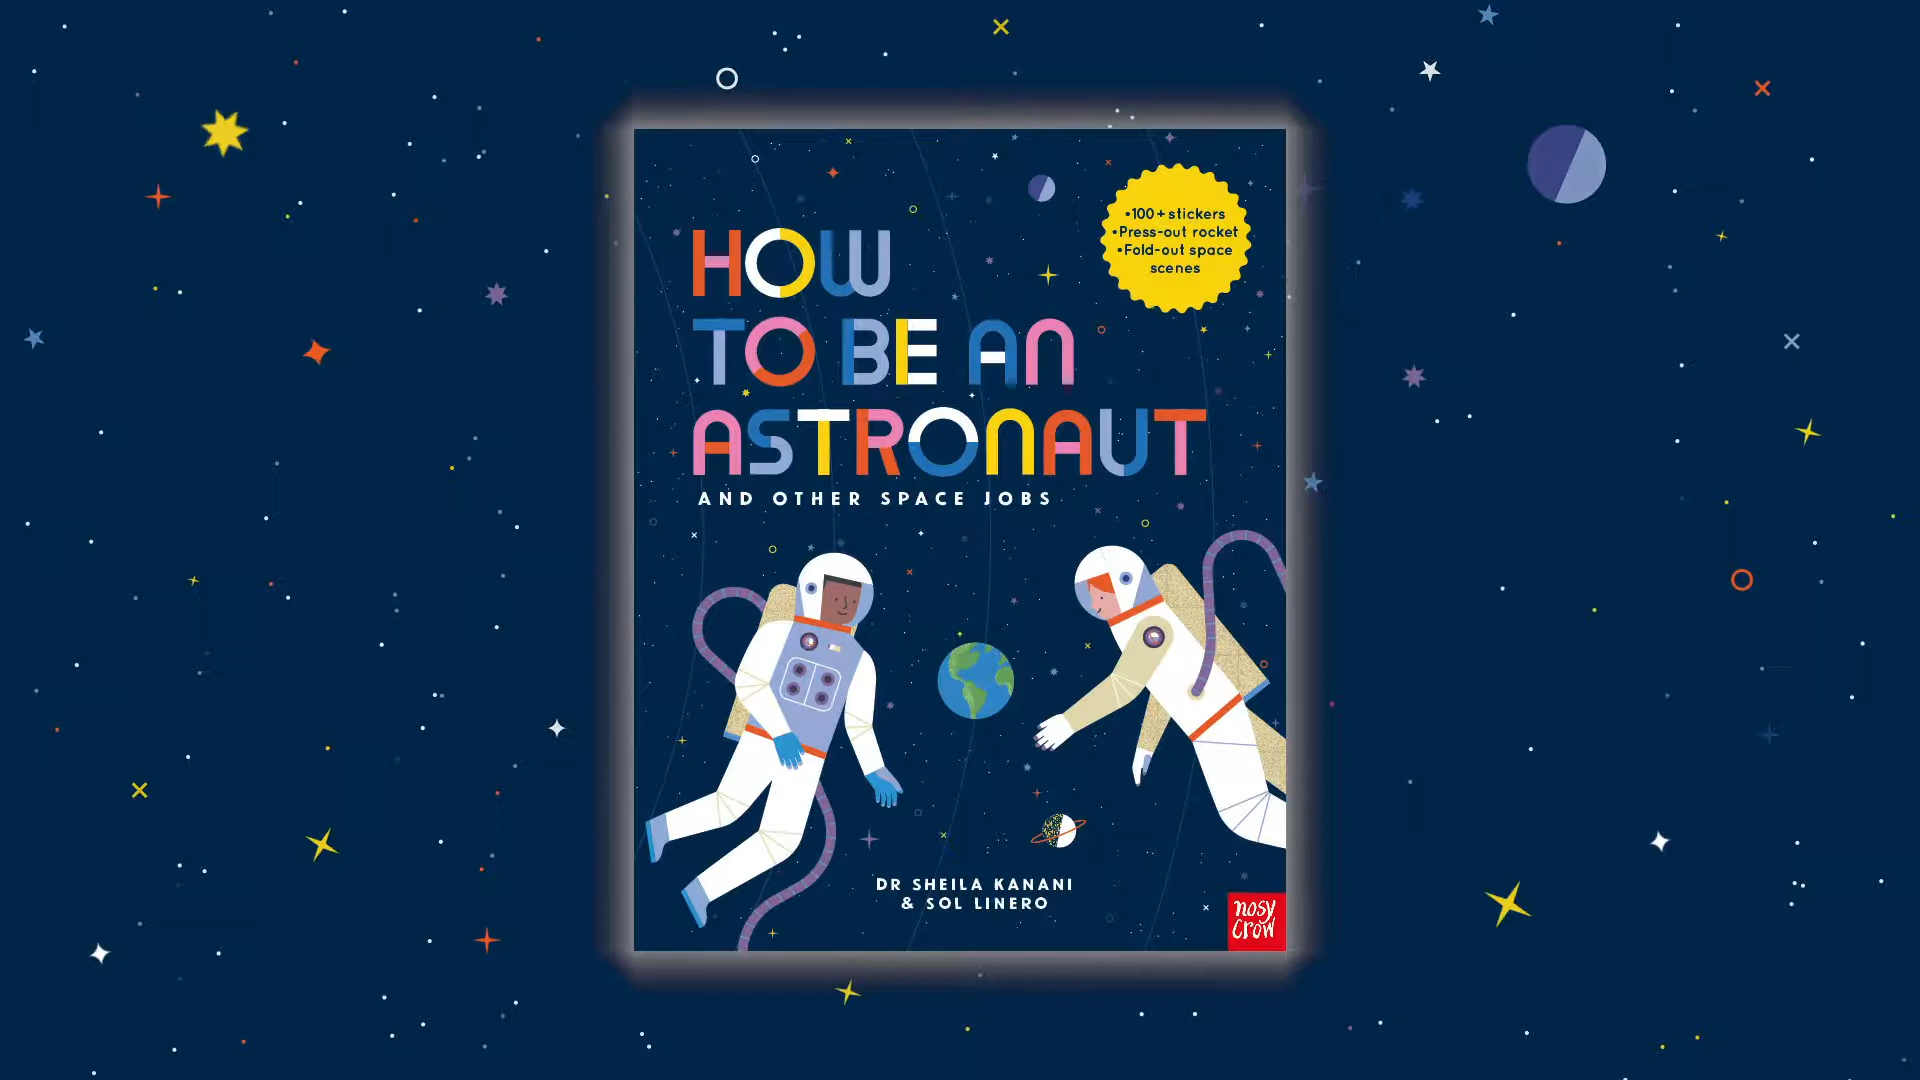 •100+stickers
•Press-out rocket
•Fold-out space
scenes
HOW
TO BE AN
ASTRONAUT
AND OTHER SPACE JOBS
DR SHEILA KANANI
& SOL LINERO
nosy
crow